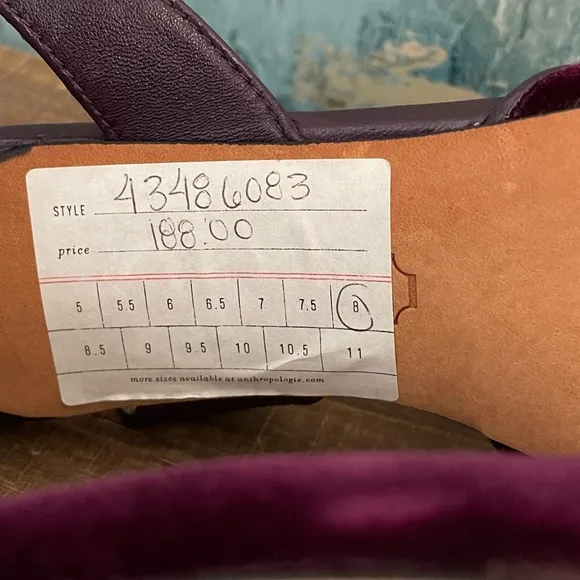 STYLE 43486083
price 188.00
5 5.5 6 6.5 7 7.5 8
8.5 9 9.5 10 10.5 11
more sizes available at anthropologie.com